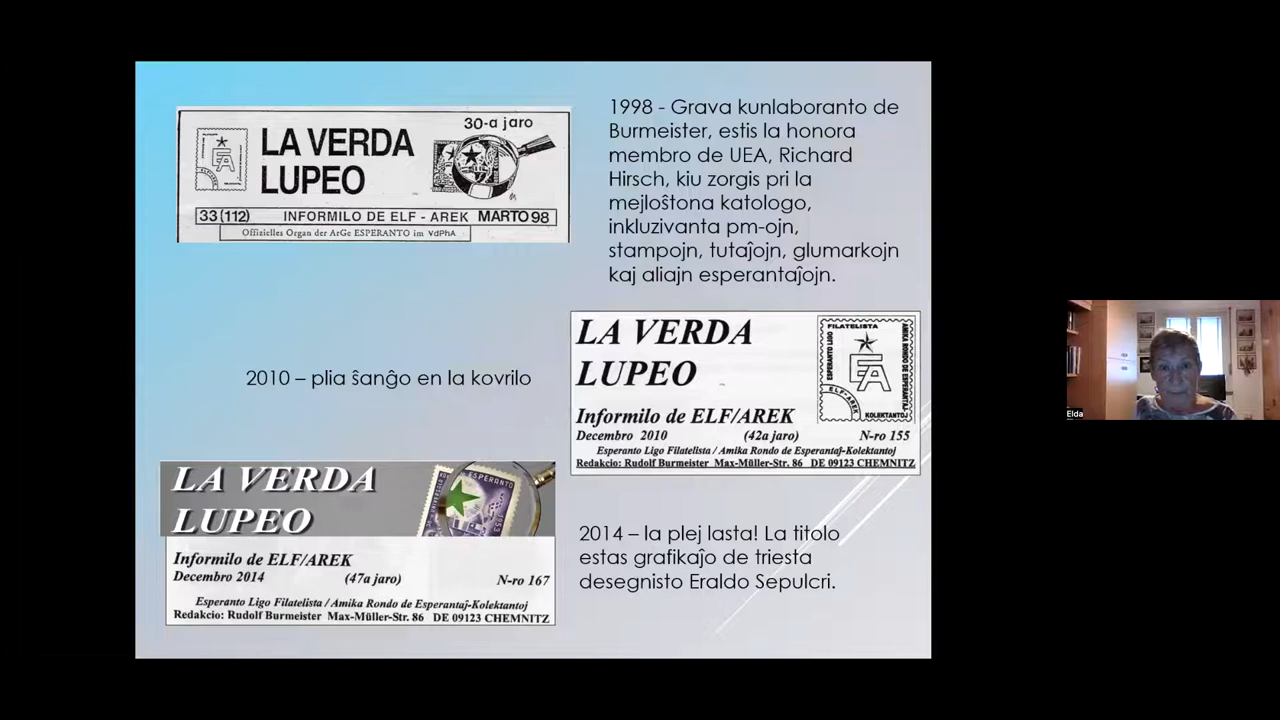 30-a jaro
LA VERDA
LUPEO
33(112) INFORMILO DE ELF - AREK MARTO 98
Offizielles Organ der ArGe ESPERANTO im VdPhA
1998 - Grava kunlaboranto de
Burmeister, estis la honora
membro de UEA, Richard
Hirsch, kiu zorgis pri la
mejloŝtona katologo,
inkluzivanta pm-ojn,
stampojn, tutaĵojn, glumarkojn
kaj aliajn esperantaĵojn.
2010 – plia ŝanĝo en la kovrilo
LA VERDA
LUPEO
Informilo de ELF/AREK
Decembro 2010 (42a jaro) N-ro 155
Esperanto Ligo Filatelista / Amika Rondo de Esperantaj-Kolektantoj
Redakcio: Rudolf Burmeister Max-Müller-Str. 86 DE 09123 CHEMNITZ
FILATELISTA
ESPERANTO LIGO
AMIKA RONDO DE ESPERANTAJ-
KOLEKTANTOJ
EA
ELF-AREK
LA VERDA
LUPEO
ESPERANTO
1953
Informilo de ELF/AREK
Decembro 2014 (47a jaro) N-ro 167
Esperanto Ligo Filatelista / Amika Rondo de Esperantaj-Kolektantoj
Redakcio: Rudolf Burmeister Max-Müller-Str. 86 DE 09123 CHEMNITZ
2014 – la plej lasta! La titolo
estas grafikaĵo de triesta
desegnisto Eraldo Sepulcri.
Elda